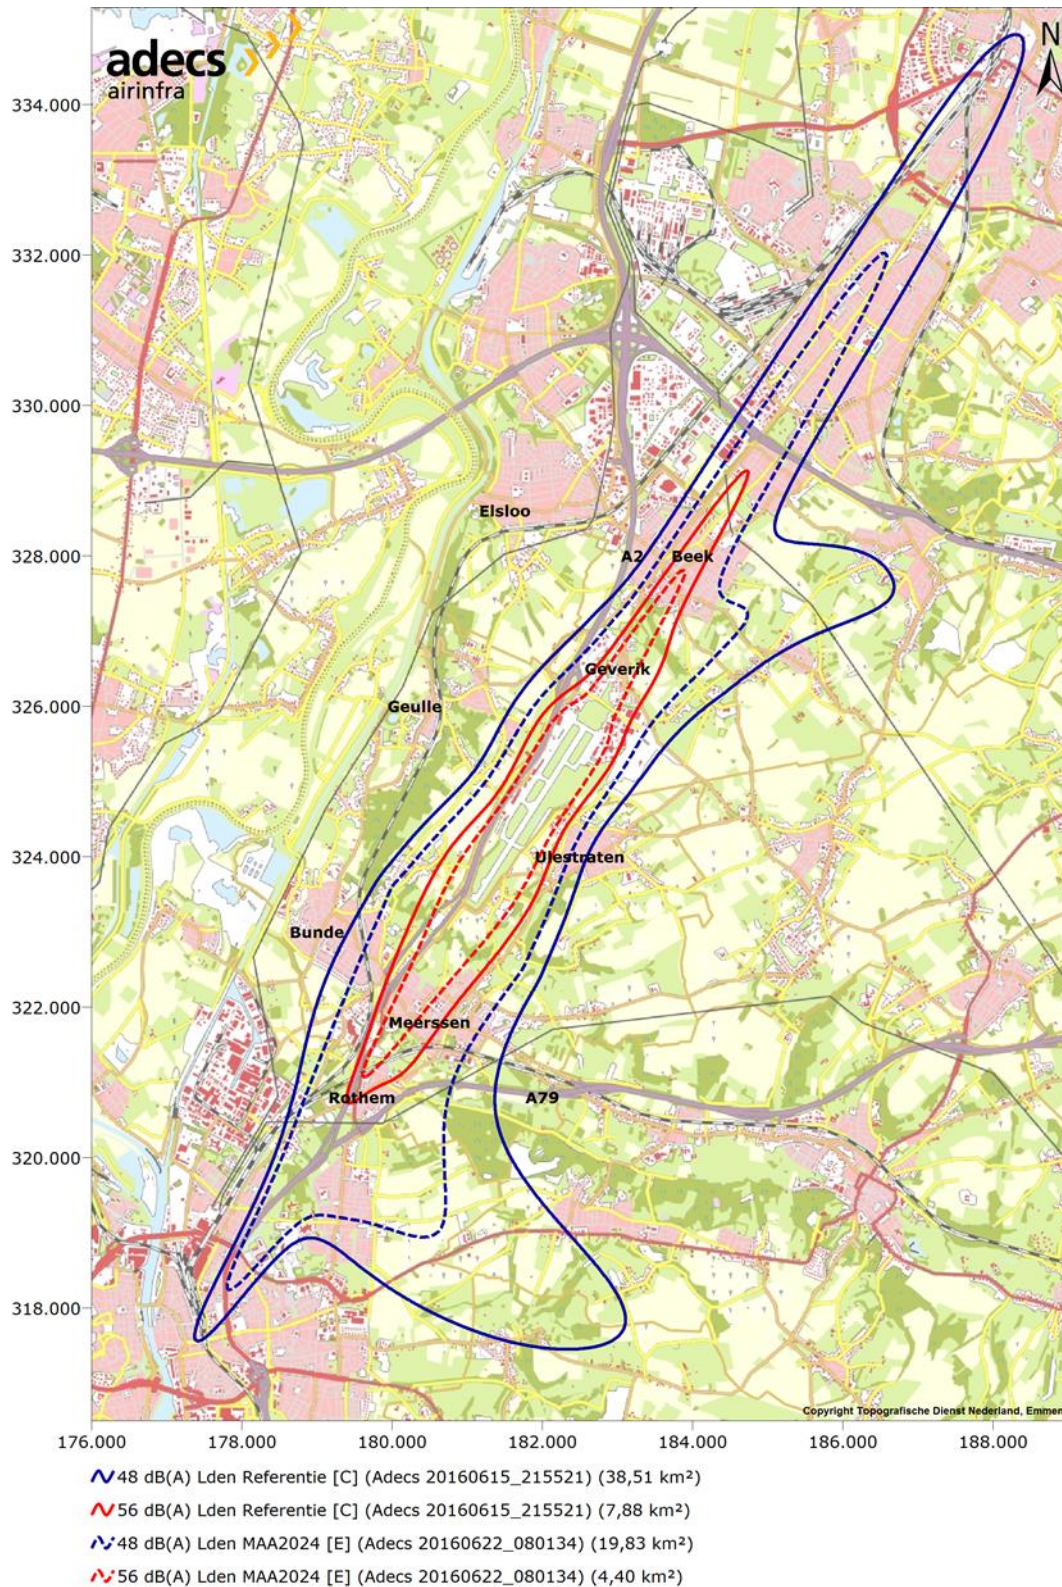 adecs
airinfra
N
334.000
332.000
330.000
Elsloo
328.000
A2
Beek
Geverik
326.000
Geulle
324.000
Ulestraten
Bunde
322.000
Meerssen
Rothem
A79
320.000
318.000
Copyright Topografische Dienst Nederland, Emmen
176.000 178.000 180.000 182.000 184.000 186.000 188.000
48 dB(A) Lden Referentie [C] (Adecs 20160615_215521) (38,51 km²)
56 dB(A) Lden Referentie [C] (Adecs 20160615_215521) (7,88 km²)
48 dB(A) Lden MAA2024 [E] (Adecs 20160622_080134) (19,83 km²)
56 dB(A) Lden MAA2024 [E] (Adecs 20160622_080134) (4,40 km²)